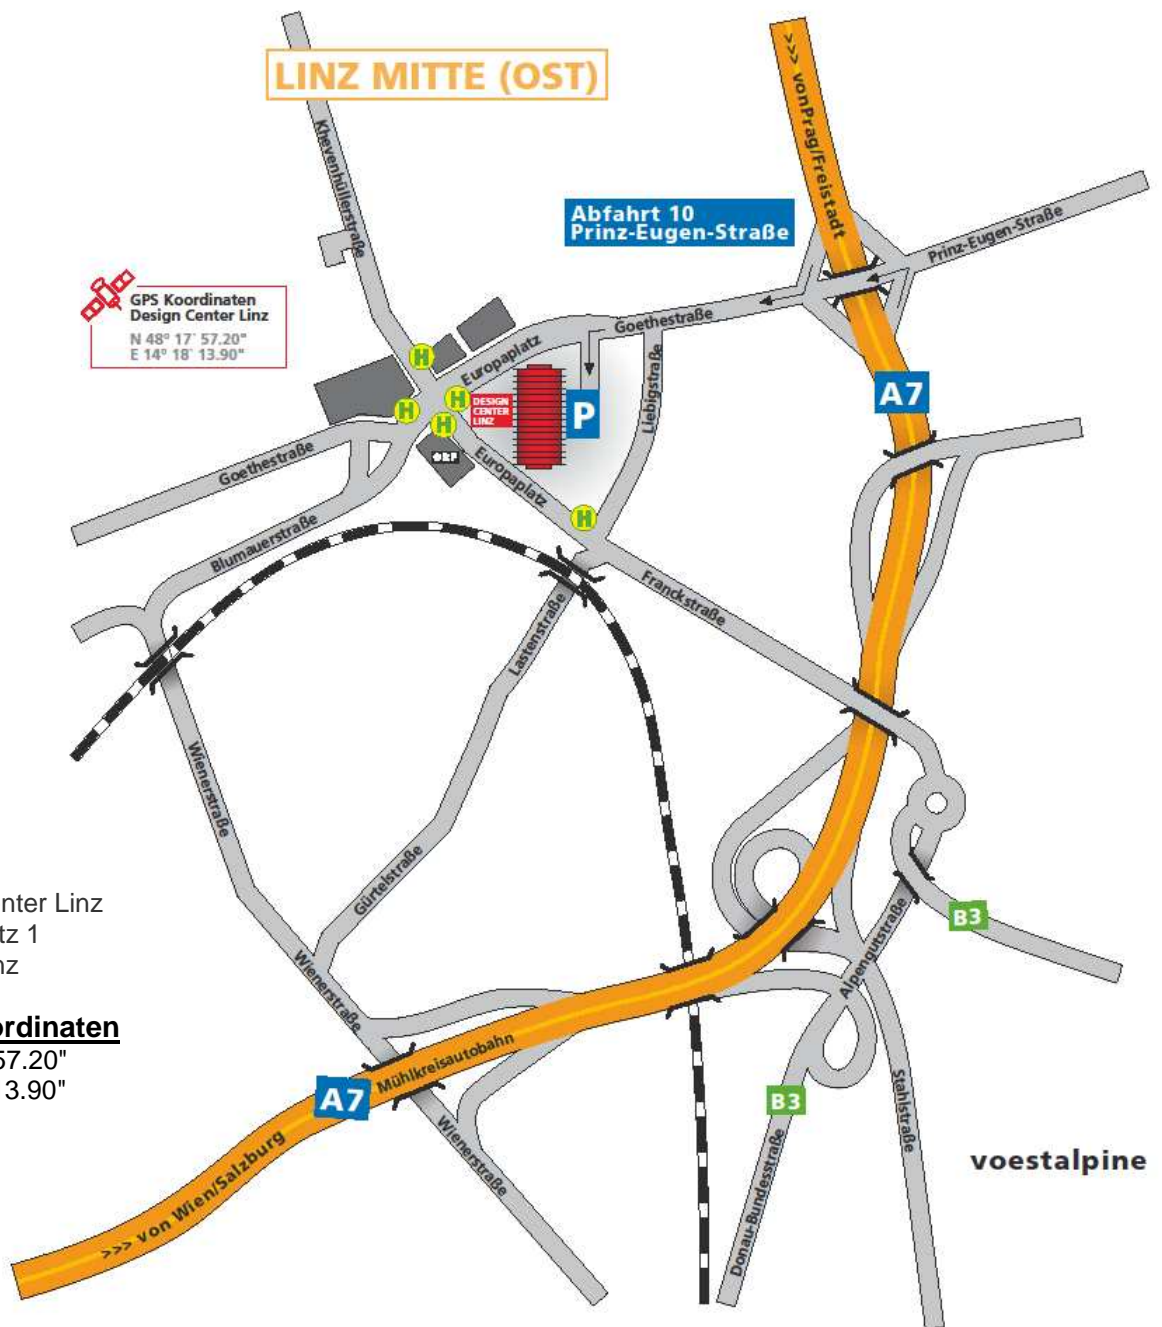 LINZ MITTE (OST)
>>> vonPrag/Freistadt
Khevenhüllerstraße
Abfahrt 10
Prinz-Eugen-Straße
Prinz-Eugen-Straße
GPS Koordinaten
Design Center Linz
N 48° 17` 57.20"
E 14° 18` 13.90"
Goethestraße
Europaplatz
H
A7
H
H
H
DESIGN
CENTER
LINZ
P
Liebigstraße
Goethestraße
ORF
Europaplatz
H
Blumauerstraße
Franckstraße
Lastenstraße
Wienerstraße
Gürtelstraße
nter Linz
tz 1
nz
B3
Alpengutstraße
Wienerstraße
ordinaten
57.20"
3.90"
Mühlkreisautobahn
A7
B3
Stahlstraße
Wienerstraße
voestalpine
>>> von Wien/Salzburg
Donau-Bundesstraße